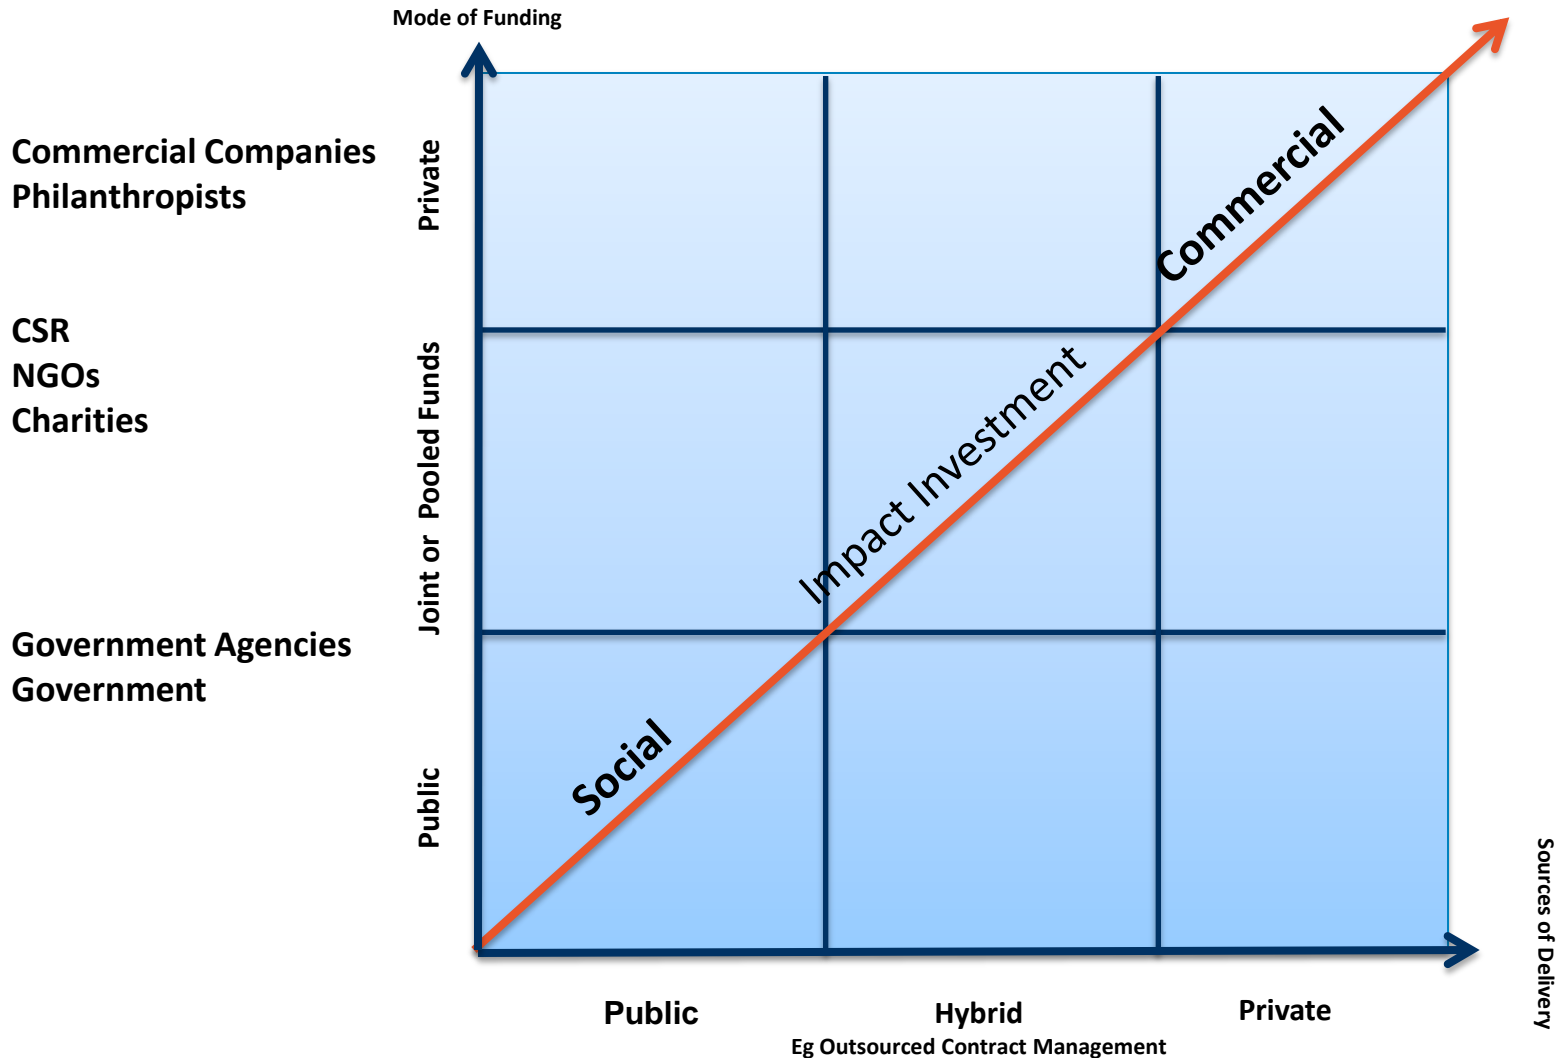 Mode of Funding
Commercial Companies
Philanthropists
Private
Commercial
CSR
NGOs
Charities
Joint or Pooled Funds
Impact Investment
Government Agencies
Government
Public
Social
Sources of Delivery
Public
Hybrid
Private
Eg Outsourced Contract Management